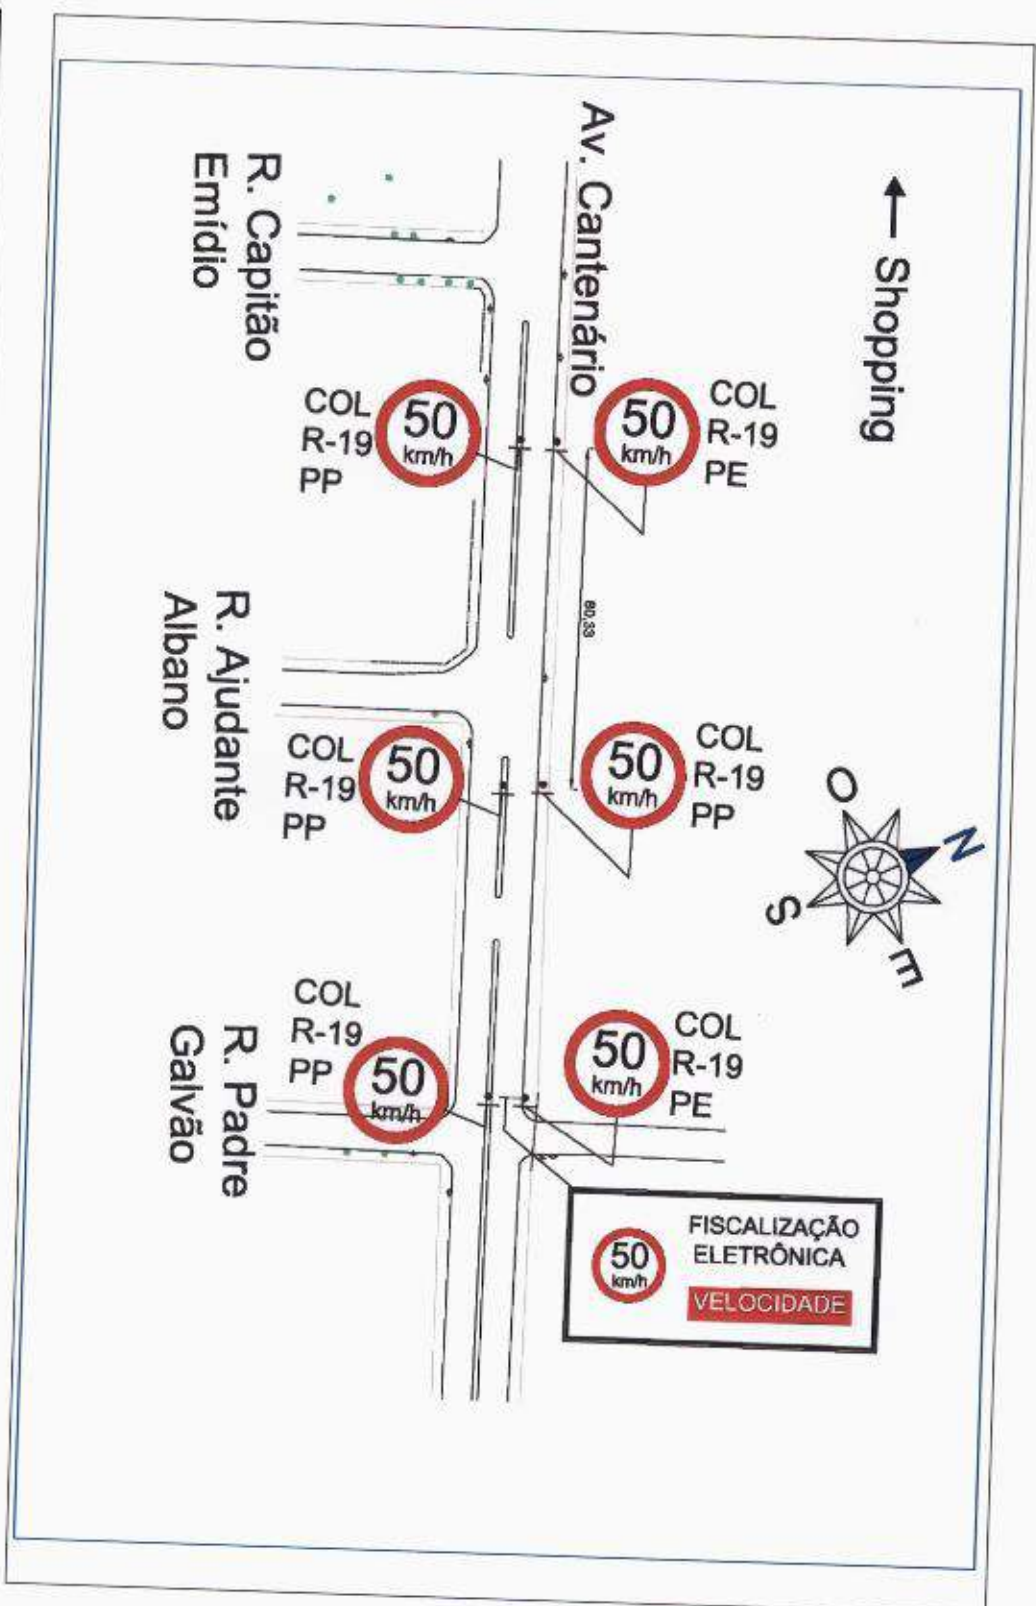 Shopping
Av. Cantenário
R. Capitão
Emídio
COL
R-19
PP
50
km/h
50
km/h
COL
R-19
PE
80,33
R. Ajudante
Albano
COL
R-19
PP
50
km/h
50
km/h
COL
R-19
PP
N
O
S
E
R. Padre
Galvão
COL
R-19
PP
50
km/h
50
km/h
COL
R-19
PE
50
km/h
FISCALIZAÇÃO
ELETRÔNICA
VELOCIDADE